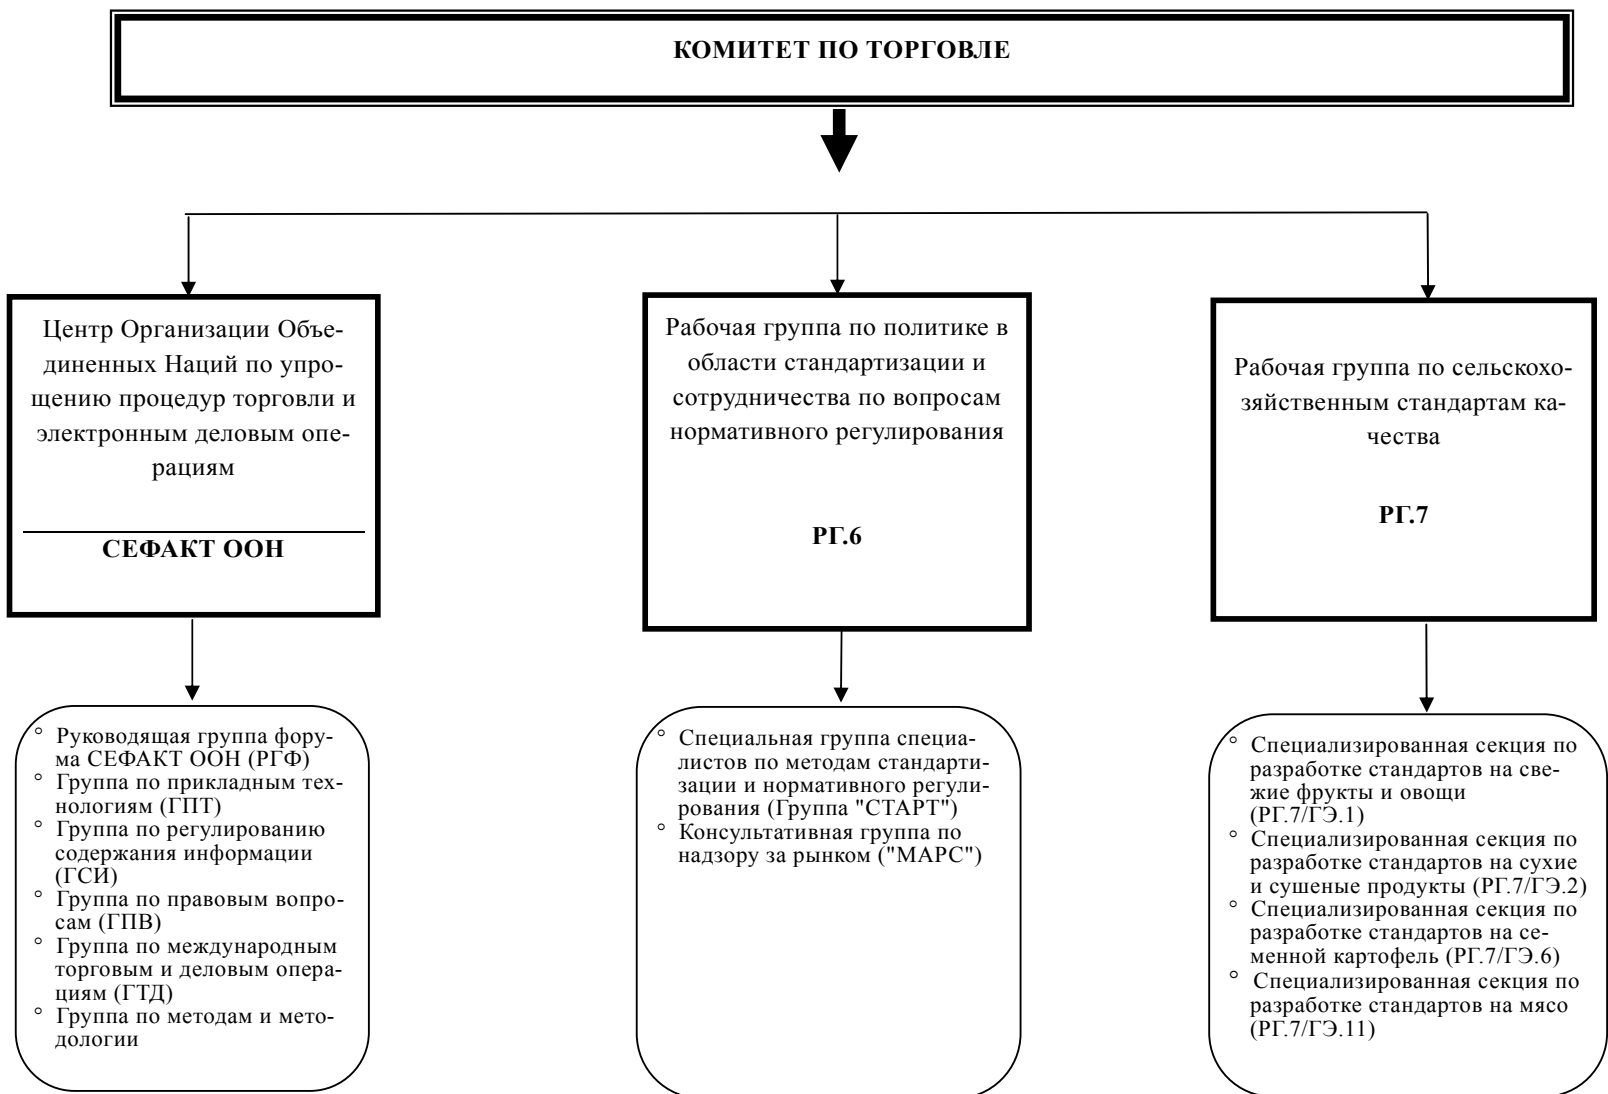 КОМИТЕТ ПО ТОРГОВЛЕ
Центр Организации Объе-
диненных Наций по упро-
щению процедур торговли и
электронным деловым опе-
рациям
СЕФАКТ ООН
Рабочая группа по политике в
области стандартизации и
сотрудничества по вопросам
нормативного регулирования
РГ.6
Рабочая группа по сельскохо-
зяйственным стандартам ка-
чества
РГ.7
° Руководящая группа фору-
ма СЕФАКТ ООН (РГФ)
° Группа по прикладным тех-
нологиям (ГПТ)
° Группа по регулированию
содержания информации
(ГСИ)
° Группа по правовым вопро-
сам (ГПВ)
° Группа по международным
торговым и деловым опера-
циям (ГТД)
° Группа по методам и мето-
дологии
° Специальная группа специа-
листов по методам стандарти-
зации и нормативного регули-
рования (Группа "СТАРТ")
° Консультативная группа по
надзору за рынком ("МАРС")
° Специализированная секция по
разработке стандартов на све-
жие фрукты и овощи
(РГ.7/ГЭ.1)
° Специализированная секция по
разработке стандартов на сухие
и сушеные продукты (РГ.7/ГЭ.2)
° Специализированная секция по
разработке стандартов на се-
менной картофель (РГ.7/ГЭ.6)
° Специализированная секция по
разработке стандартов на мясо
(РГ.7/ГЭ.11)